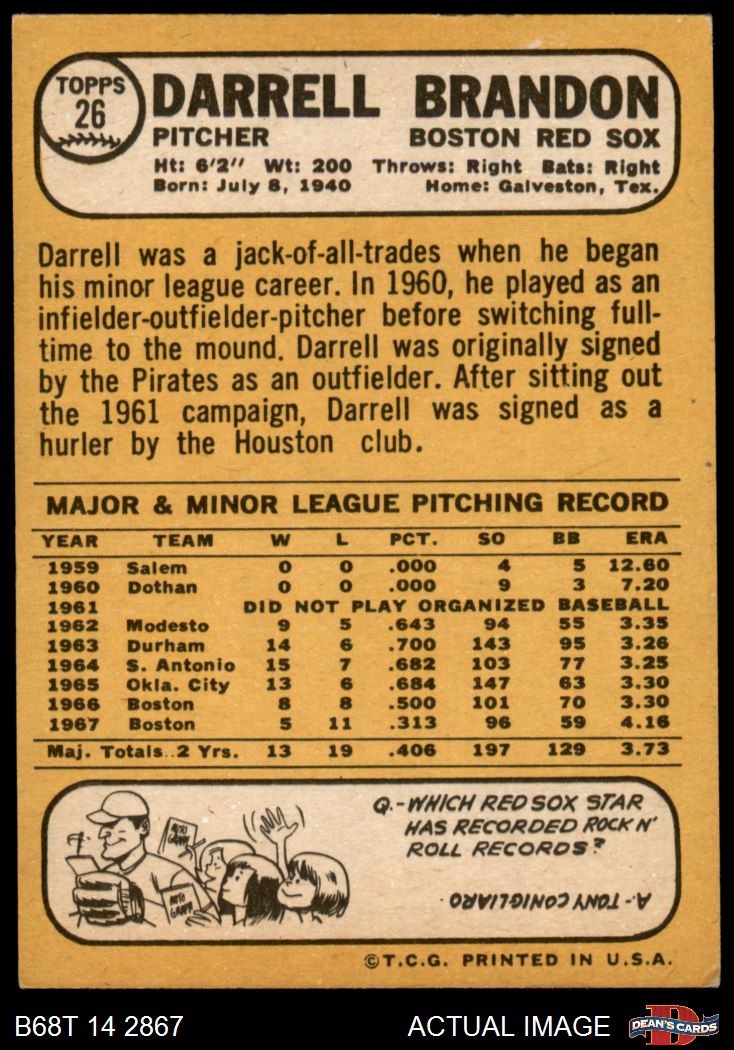 TOPPS
26
DARRELL BRANDON
PITCHER BOSTON RED SOX
Ht: 6'2'' Wt: 200 Throws: Right Bats: Right
Born: July 8, 1940 Home: Galveston, Tex.
Darrell was a jack-of-all-trades when he began
his minor league career. In 1960, he played as an
infielder-outfielder-pitcher before switching full-
time to the mound. Darrell was originally signed
by the Pirates as an outfielder. After sitting out
the 1961 campaign, Darrell was signed as a
hurler by the Houston club.
MAJOR & MINOR LEAGUE PITCHING RECORD
YEAR TEAM W L PCT. SO BB ERA
1959 Salem 0 0 .000 4 5 12.60
1960 Dothan 0 0 .000 9 3 7.20
1961 DID NOT PLAY ORGANIZED BASEBALL
1962 Modesto 9 5 .643 94 55 3.35
1963 Durham 14 6 .700 143 95 3.26
1964 S. Antonio 15 7 .682 103 77 3.25
1965 Okla. City 13 6 .684 147 63 3.30
1966 Boston 8 8 .500 101 70 3.30
1967 Boston 5 11 .313 96 59 4.16
Maj. Totals..2 Yrs. 13 19 .406 197 129 3.73
Q.-WHICH RED SOX STAR
HAS RECORDED ROCK N'
ROLL RECORDS?
A.-TONY CONIGLIARO
AUTO
GRAPH
AUTO
GRAPH
©T.C.G. PRINTED IN U.S.A.
B68T 14 2867 ACTUAL IMAGE DEAN'S CARDS